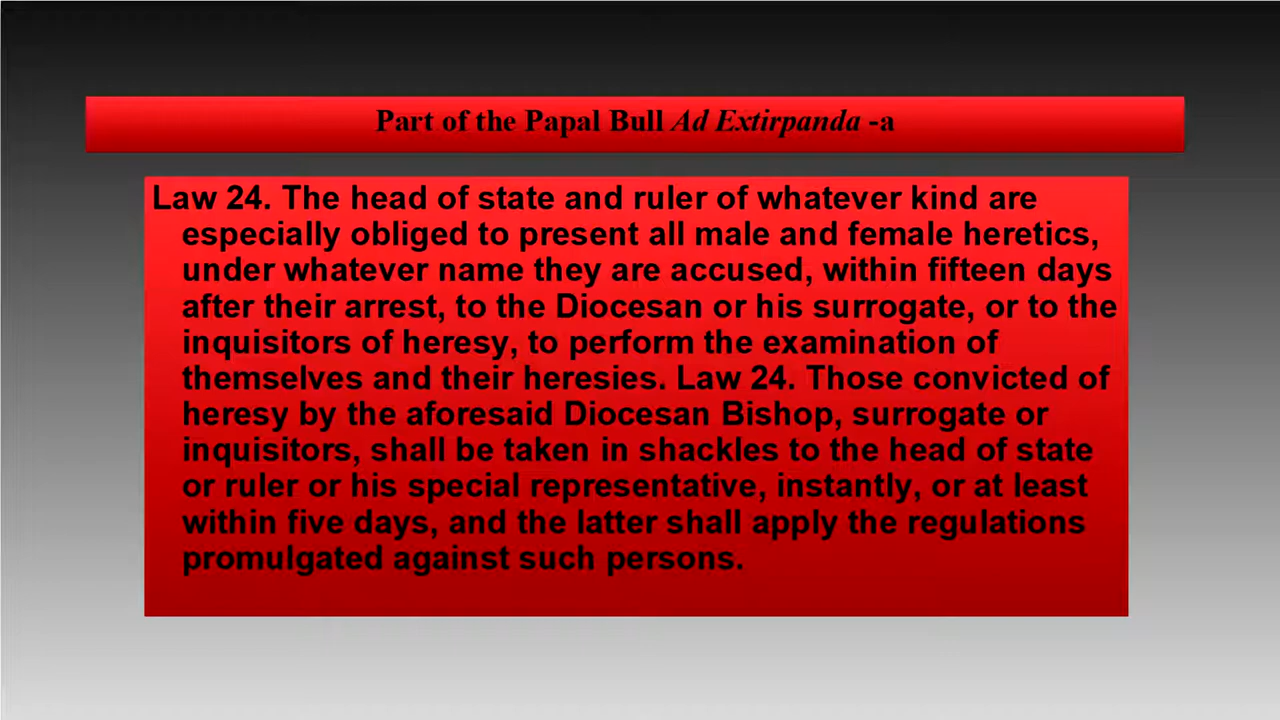 Part of the Papal Bull Ad Extirpanda -a
Law 24. The head of state and ruler of whatever kind are
especially obliged to present all male and female heretics,
under whatever name they are accused, within fifteen days
after their arrest, to the Diocesan or his surrogate, or to the
inquisitors of heresy, to perform the examination of
themselves and their heresies. Law 24. Those convicted of
heresy by the aforesaid Diocesan Bishop, surrogate or
inquisitors, shall be taken in shackles to the head of state
or ruler or his special representative, instantly, or at least
within five days, and the latter shall apply the regulations
promulgated against such persons.